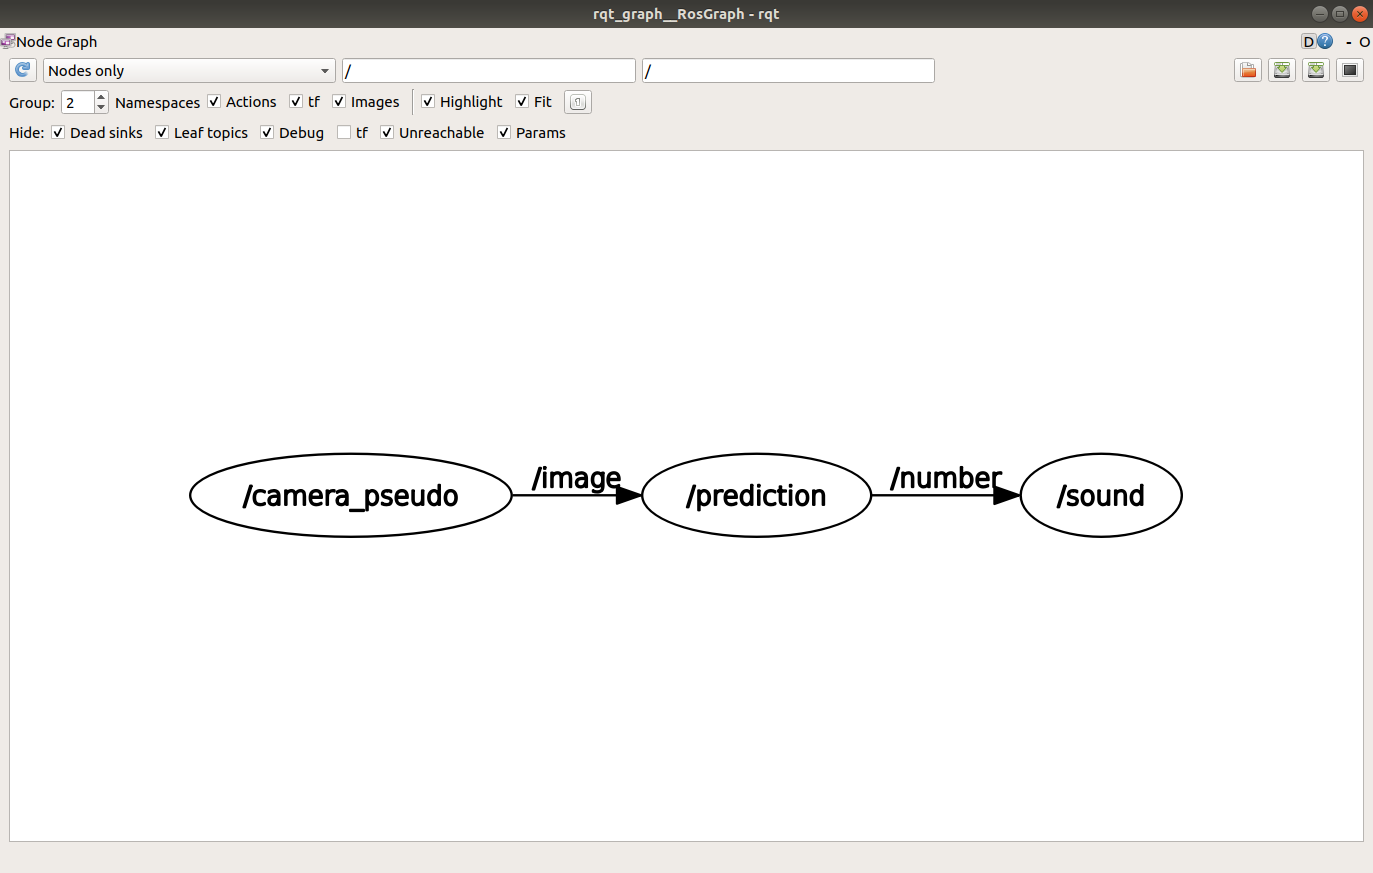 rqt_graph__RosGraph - rqt
Node Graph
D ? - O
Nodes only / /
Group: 2 Namespaces Actions tf Images Highlight Fit
Hide: Dead sinks Leaf topics Debug tf Unreachable Params
/camera_pseudo /image /prediction /number /sound